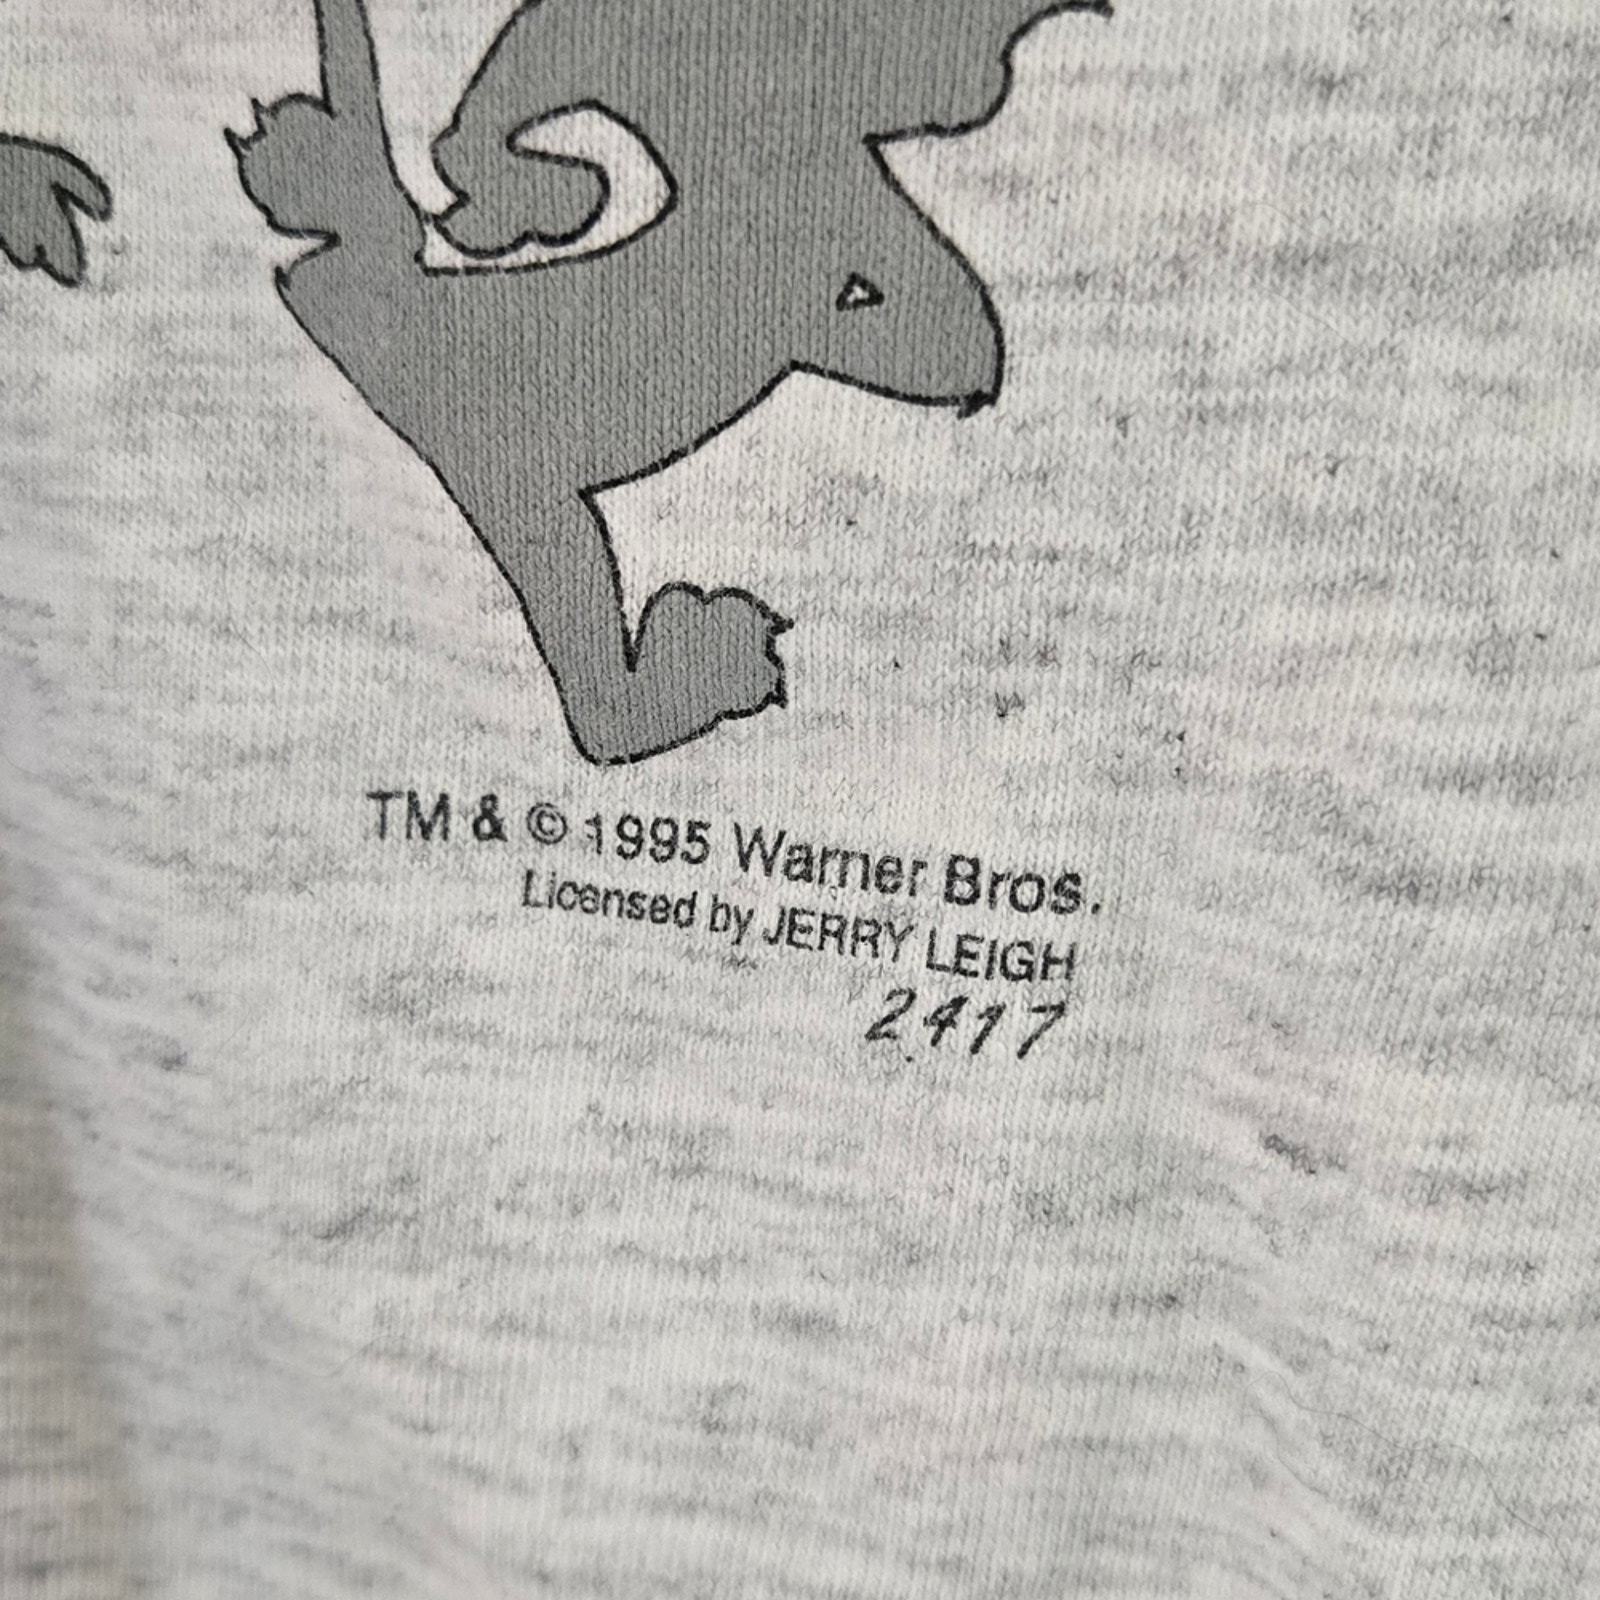 TM & © 1995 Warner Bros.
Licensed by JERRY LEIGH
2417